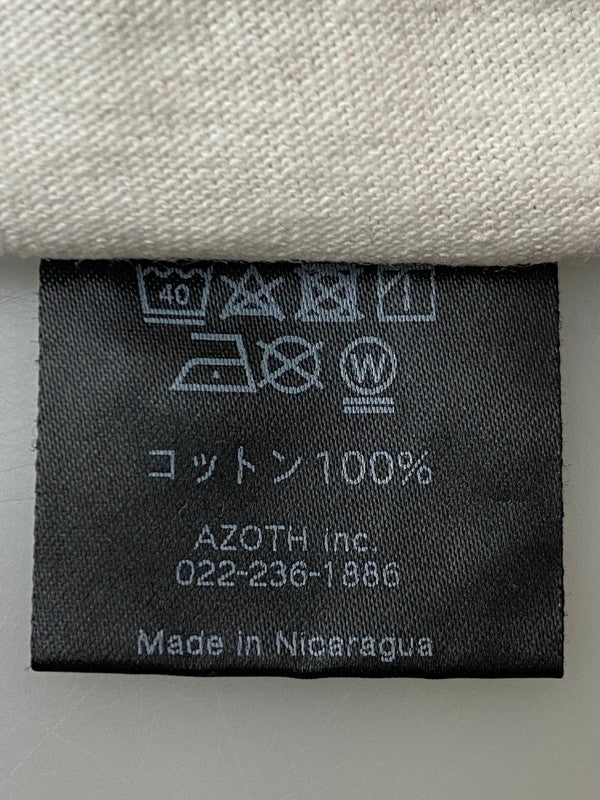 40
W
コットン100%
AZOTH inc.
022-236-1886
Made in Nicaragua